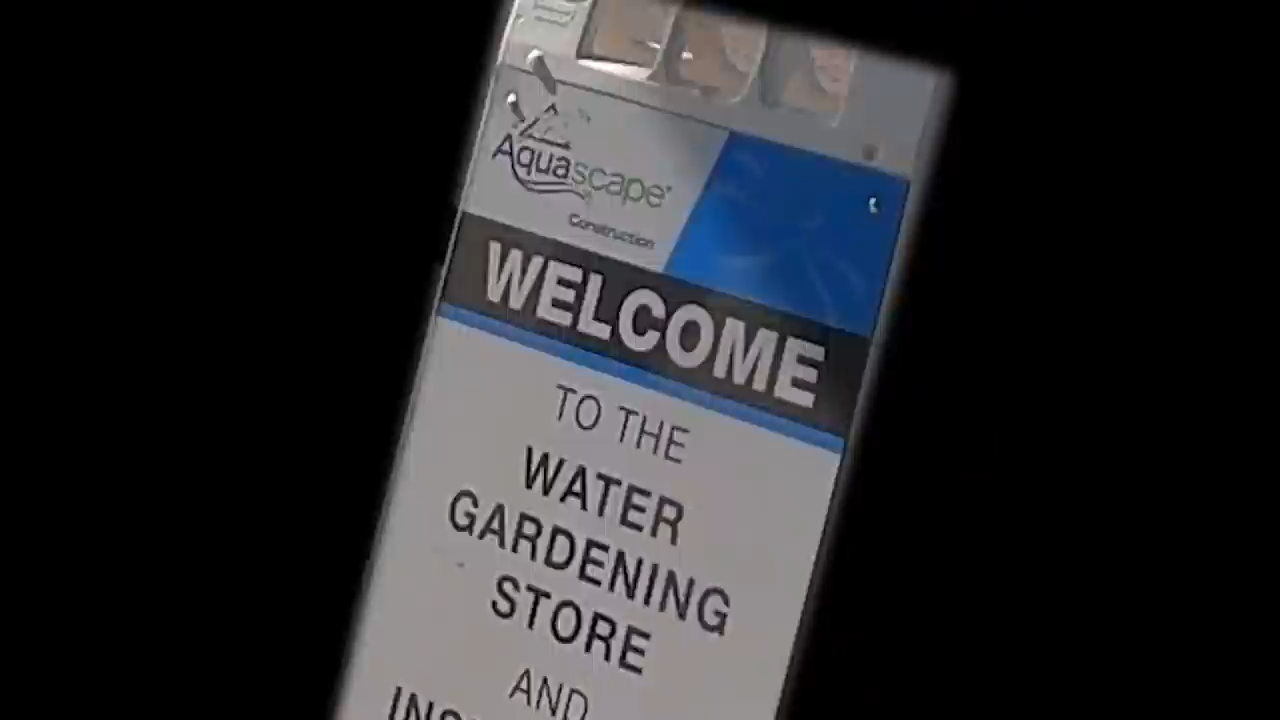 Aquascape
Construction
WELCOME
TO THE
WATER
GARDENING
STORE
AND